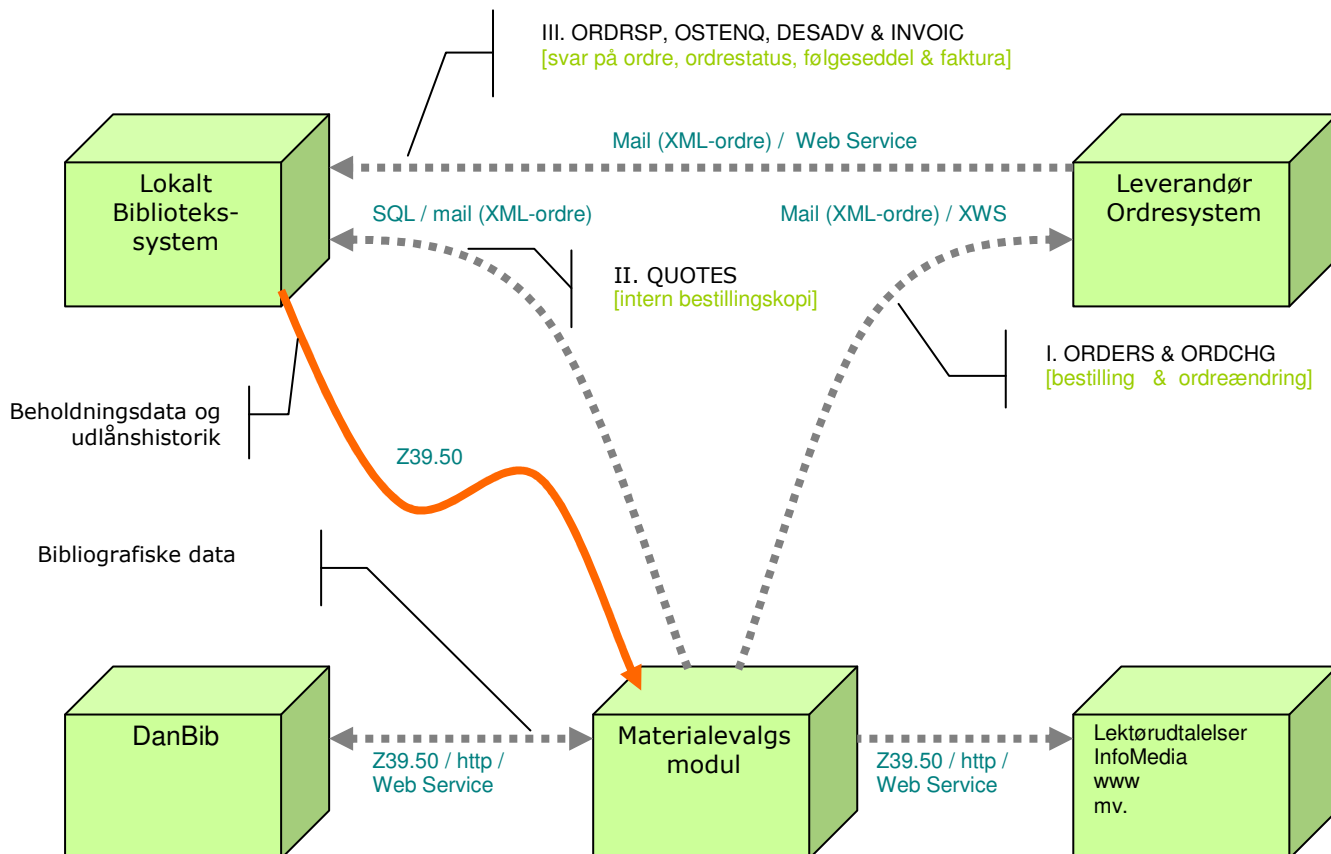 III. ORDRSP, OSTENQ, DESADV & INVOIC
[svar på ordre, ordrestatus, følgeseddel & faktura]
Mail (XML-ordre) / Web Service
Lokalt
Biblioteks-
system
Leverandør
Ordresystem
SQL / mail (XML-ordre)
Mail (XML-ordre) / XWS
II. QUOTES
[intern bestillingskopi]
I. ORDERS & ORDCHG
[bestilling & ordreændring]
Beholdningsdata og
udlånshistorik
Z39.50
Bibliografiske data
DanBib
Z39.50 / http /
Web Service
Materialevalgs
modul
Z39.50 / http /
Web Service
Lektørudtalelser
InfoMedia
www
mv.